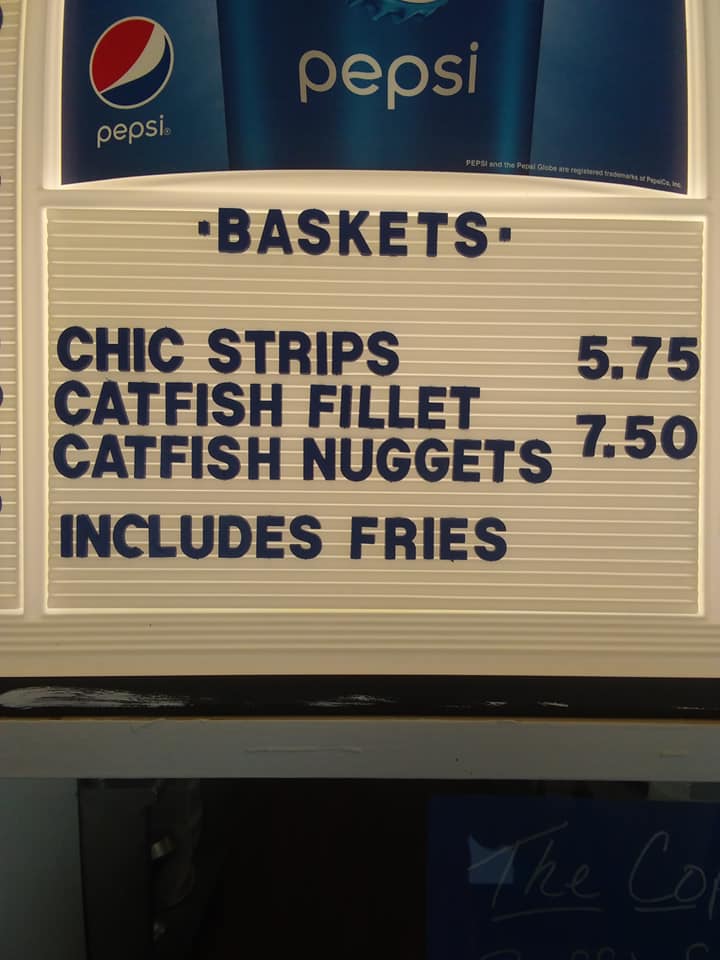 pepsi
pepsi®
PEPSI and the Pepsi Globe are registered trademarks of PepsiCo, Inc.
·BASKETS·
CHIC STRIPS 5.75
CATFISH FILLET
CATFISH NUGGETS 7.50
INCLUDES FRIES
The